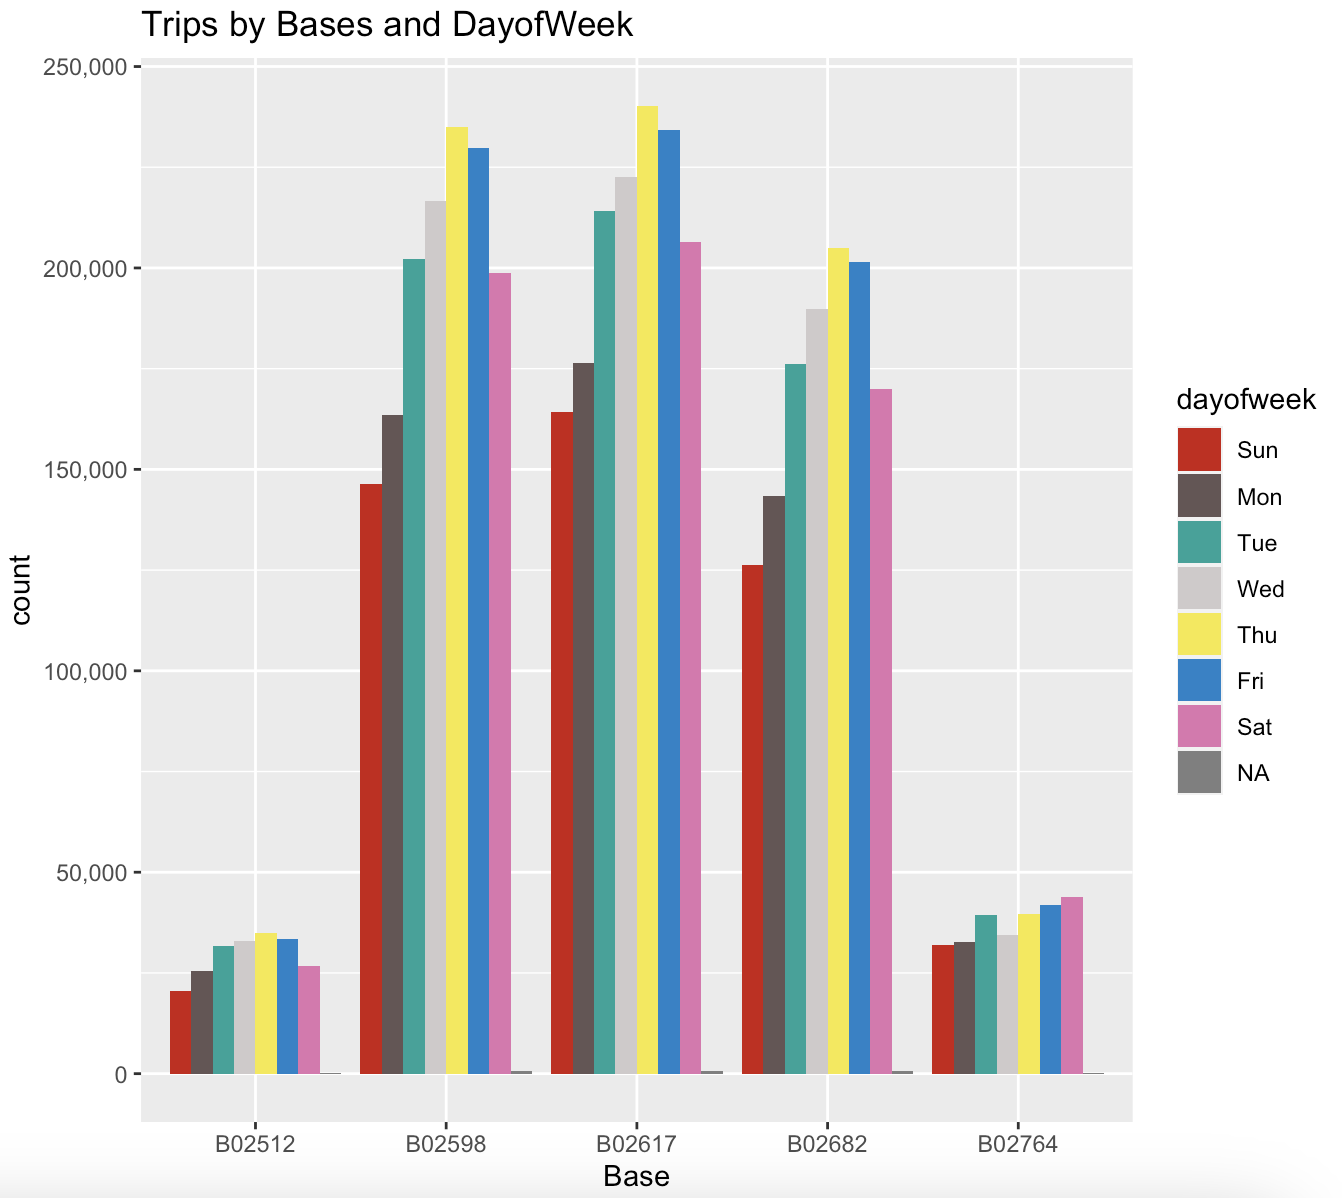 Trips by Bases and DayofWeek
250,000
200,000
150,000
100,000
50,000
0
count
B02512 B02598 B02617 B02682 B02764
Base
dayofweek
Sun
Mon
Tue
Wed
Thu
Fri
Sat
NA